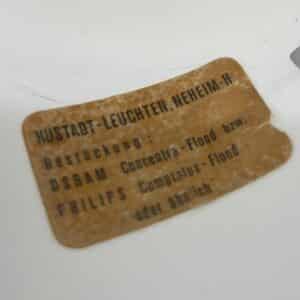 HUSTADT-LEUCHTEN, NEHEIM-H
Bestückung:
OSRAM Concentra-Flood bzw.
PHILIPS Comptalux-Flood
oder ähnlich